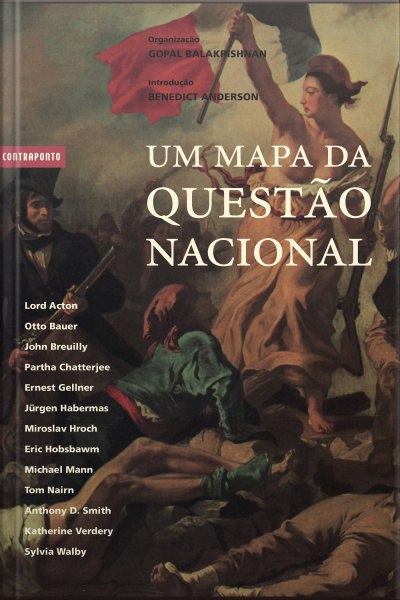 Organização
GOPAL BALAKRISHNAN
Introdução
BENEDICT ANDERSON
CONTRAPONTO
UM MAPA DA
QUESTÃO
NACIONAL
Lord Acton
Otto Bauer
John Breuilly
Partha Chatterjee
Ernest Gellner
Jürgen Habermas
Miroslav Hroch
Eric Hobsbawm
Michael Mann
Tom Nairn
Anthony D. Smith
Katherine Verdery
Sylvia Walby